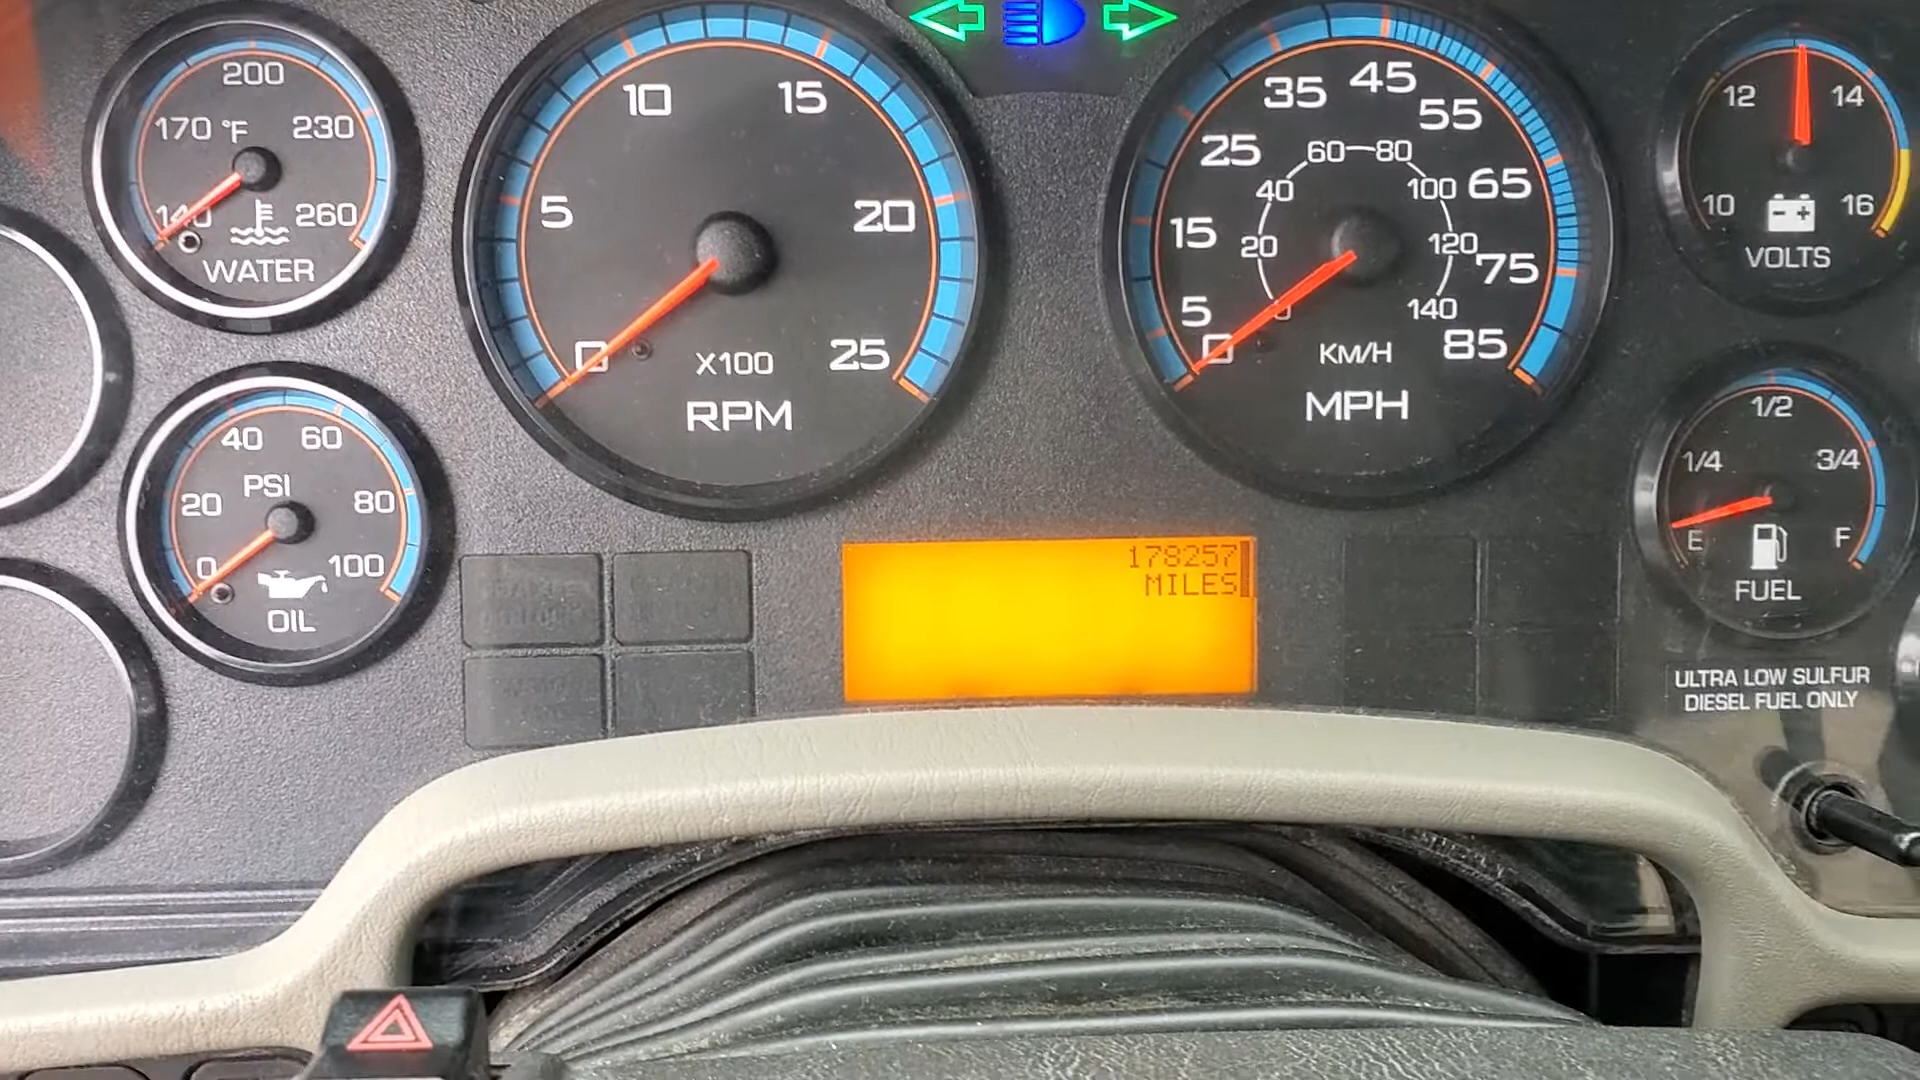 200
170 °F 230
140 260
WATER
10 15
5 20
0 25
X100
RPM
45
35 55
25 65
15 75
5 85
0
60 80
40 100
20 120
0 140
KM/H
MPH
12 14
10 16
VOLTS
40 60
PSI
20 80
0 100
OIL
1/2
1/4 3/4
E F
FUEL
178257
MILES
ULTRA LOW SULFUR
DIESEL FUEL ONLY